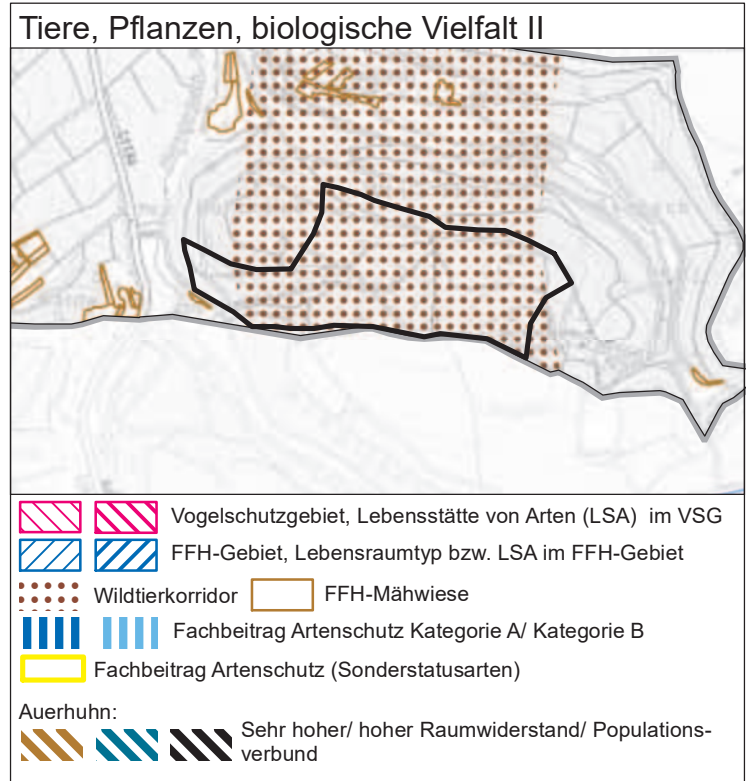 Tiere, Pflanzen, biologische Vielfalt II
Vogelschutzgebiet, Lebensstätte von Arten (LSA) im VSG
FFH-Gebiet, Lebensraumtyp bzw. LSA im FFH-Gebiet
Wildtierkorridor FFH-Mähwiese
Fachbeitrag Artenschutz Kategorie A/ Kategorie B
Fachbeitrag Artenschutz (Sonderstatusarten)
Auerhuhn:
Sehr hoher/ hoher Raumwiderstand/ Populations-
verbund